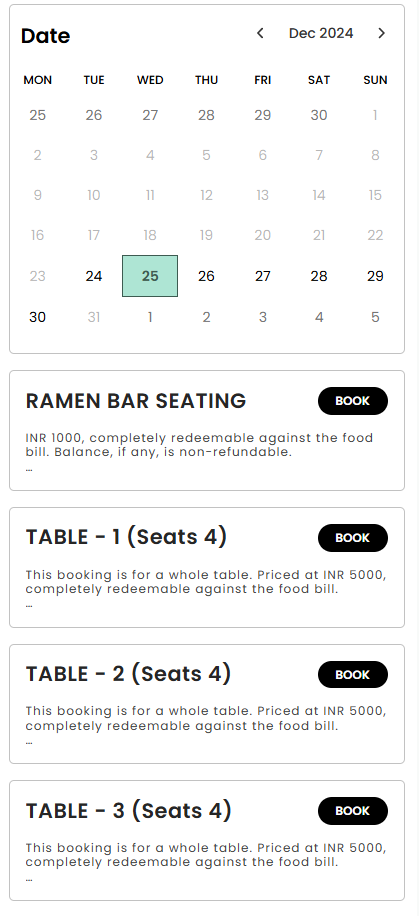 Date
< Dec 2024 >
MON TUE WED THU FRI SAT SUN
25 26 27 28 29 30 1
2 3 4 5 6 7 8
9 10 11 12 13 14 15
16 17 18 19 20 21 22
23 24 25 26 27 28 29
30 31 1 2 3 4 5
RAMEN BAR SEATING BOOK
INR 1000, completely redeemable against the food
bill. Balance, if any, is non-refundable.
...
TABLE - 1 (Seats 4) BOOK
This booking is for a whole table. Priced at INR 5000,
completely redeemable against the food bill.
...
TABLE - 2 (Seats 4) BOOK
This booking is for a whole table. Priced at INR 5000,
completely redeemable against the food bill.
...
TABLE - 3 (Seats 4) BOOK
This booking is for a whole table. Priced at INR 5000,
completely redeemable against the food bill.
...